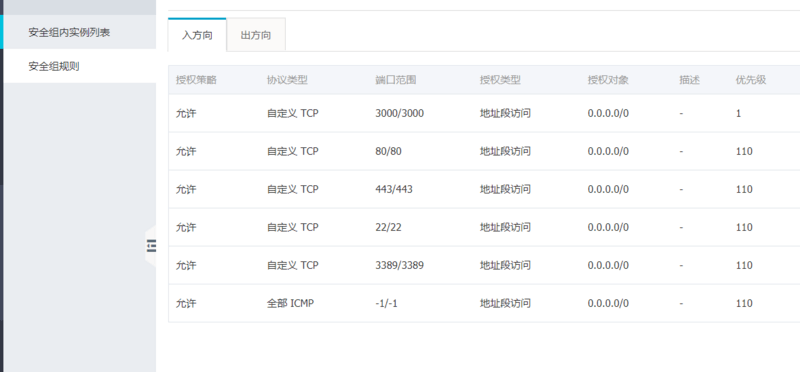 安全组内实例列表
安全组规则
入方向 出方向
授权策略 协议类型 端口范围 授权类型 授权对象 描述 优先级
允许 自定义 TCP 3000/3000 地址段访问 0.0.0.0/0 - 1
允许 自定义 TCP 80/80 地址段访问 0.0.0.0/0 - 110
允许 自定义 TCP 443/443 地址段访问 0.0.0.0/0 - 110
允许 自定义 TCP 22/22 地址段访问 0.0.0.0/0 - 110
允许 自定义 TCP 3389/3389 地址段访问 0.0.0.0/0 - 110
允许 全部 ICMP -1/-1 地址段访问 0.0.0.0/0 - 110